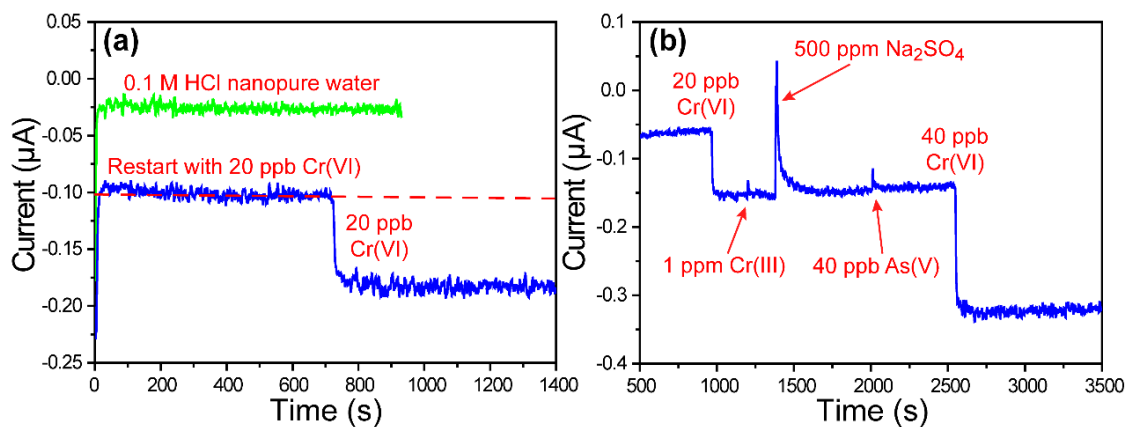 (a)
0.1 M HCl nanopure water
Restart with 20 ppb Cr(VI)
20 ppb
Cr(VI)
0.05
0.00
-0.05
-0.10
-0.15
-0.20
-0.25
Current (µA)
0
200
400
600
800
1000
1200
1400
Time (s)
(b)
500 ppm Na₂SO₄
20 ppb
Cr(VI)
40 ppb
Cr(VI)
1 ppm Cr(III)
40 ppb As(V)
0.1
0.0
-0.1
-0.2
-0.3
-0.4
Current (µA)
500
1000
1500
2000
2500
3000
3500
Time (s)